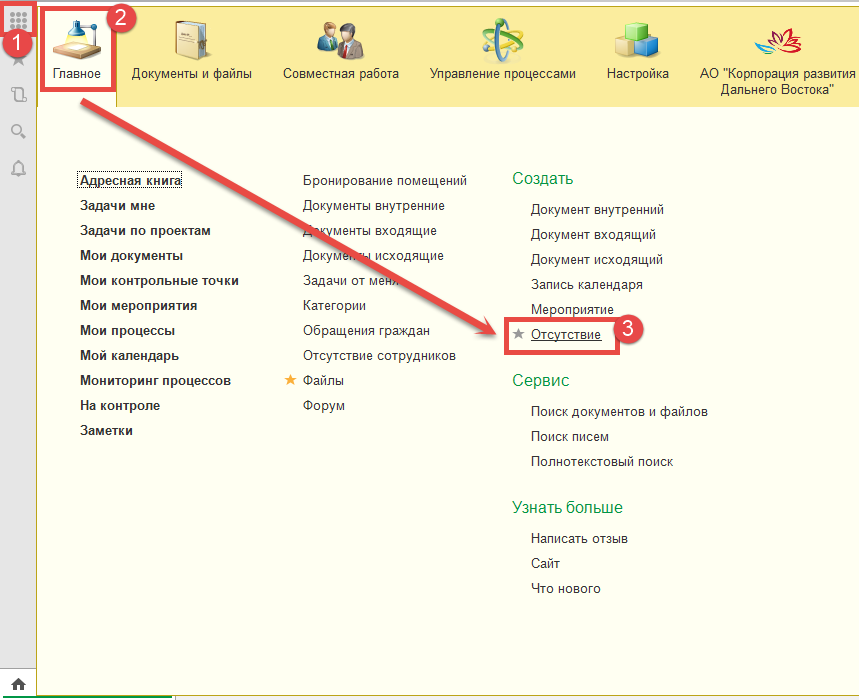 1
2
Главное
Документы и файлы
Совместная работа
Управление процессами
Настройка
АО "Корпорация развития
Дальнего Востока"
Адресная книга
Задачи мне
Задачи по проектам
Мои документы
Мои контрольные точки
Мои мероприятия
Мои процессы
Мой календарь
Мониторинг процессов
На контроле
Заметки
Бронирование помещений
Документы внутренние
Документы входящие
Документы исходящие
Задачи от меня
Категории
Обращения граждан
Отсутствие сотрудников
Файлы
Форум
Создать
Документ внутренний
Документ входящий
Документ исходящий
Запись календаря
Мероприятие
Отсутствие
3
Сервис
Поиск документов и файлов
Поиск писем
Полнотекстовый поиск
Узнать больше
Написать отзыв
Сайт
Что нового